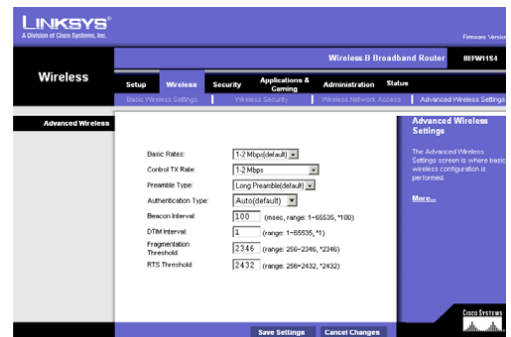 LINKSYS®
A Division of Cisco Systems, Inc.
Firmware Version
Wireless-B Broadband Router BEFW11S4
Wireless
Setup Wireless Security Applications & Gaming Administration Status
Basic Wireless Settings Wireless Security Wireless Network Access Advanced Wireless Settings
Advanced Wireless
Basic Rates: 1-2 Mbps(default)
Control TX Rate: 1-2 Mbps
Preamble Type: Long Preamble(default)
Authentication Type: Auto(default)
Beacon Interval: 100 (msec, range: 1~65535, *100)
DTIM Interval: 1 (range: 1~65535, *1)
Fragmentation Threshold: 2346 (range: 256~2346, *2346)
RTS Threshold: 2432 (range: 256~2432, *2432)
Advanced Wireless
Settings
The Advanced Wireless
Settings screen is where basic
wireless configuration is
performed.
More...
Save Settings Cancel Changes
CISCO SYSTEMS